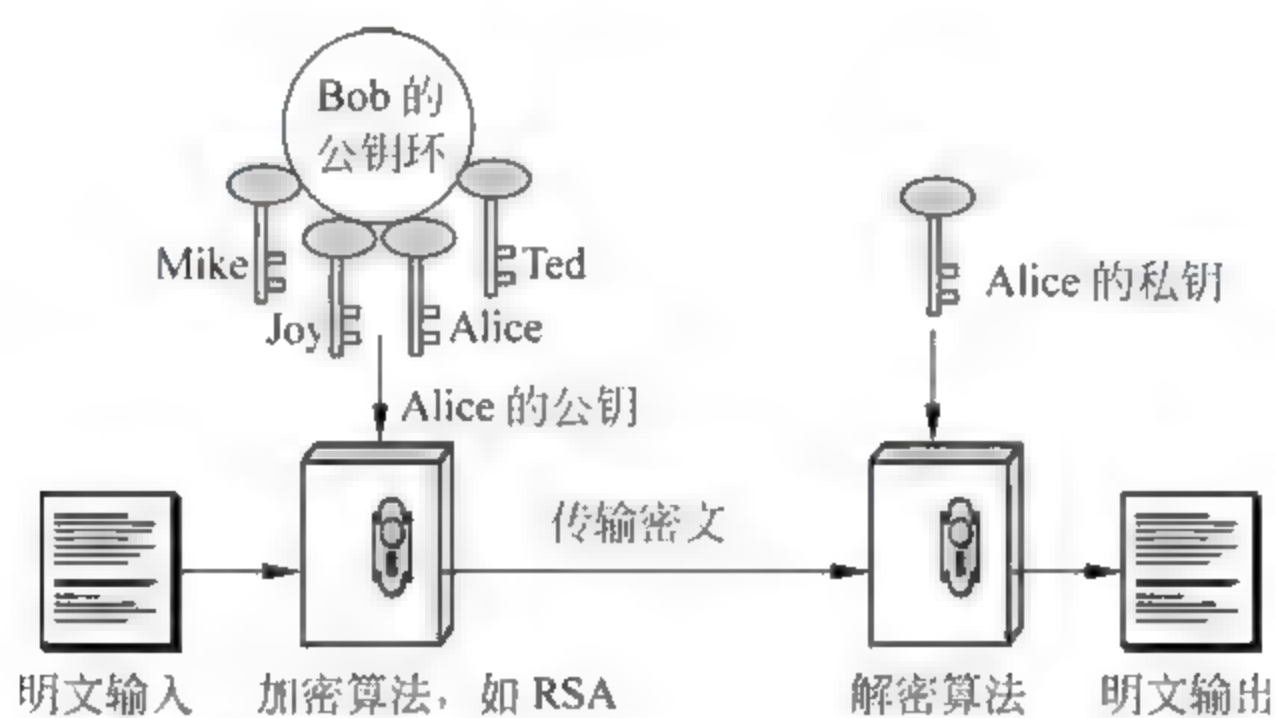 Bob 的
公钥环
Mike
Ted
Joy
Alice
Alice 的私钥
Alice 的公钥
传输密文
明文输入
加密算法，如 RSA
解密算法
明文输出